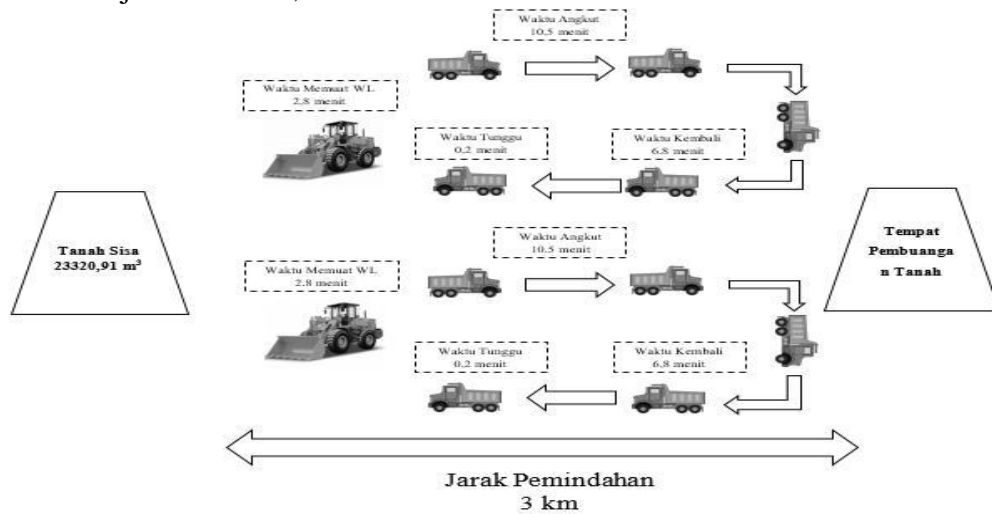 Waktu Angkut
10,5 menit
Waktu Memuat WL
2,8 menit
Waktu Tunggu
0,2 menit
Waktu Kembali
6,8 menit
Tanah Sisa
23320,91 m³
Tempat
Pembuanga
n Tanah
Waktu Angkut
10,5 menit
Waktu Memuat WL
2,8 menit
Waktu Tunggu
0,2 menit
Waktu Kembali
6,8 menit
Jarak Pemindahan
3 km